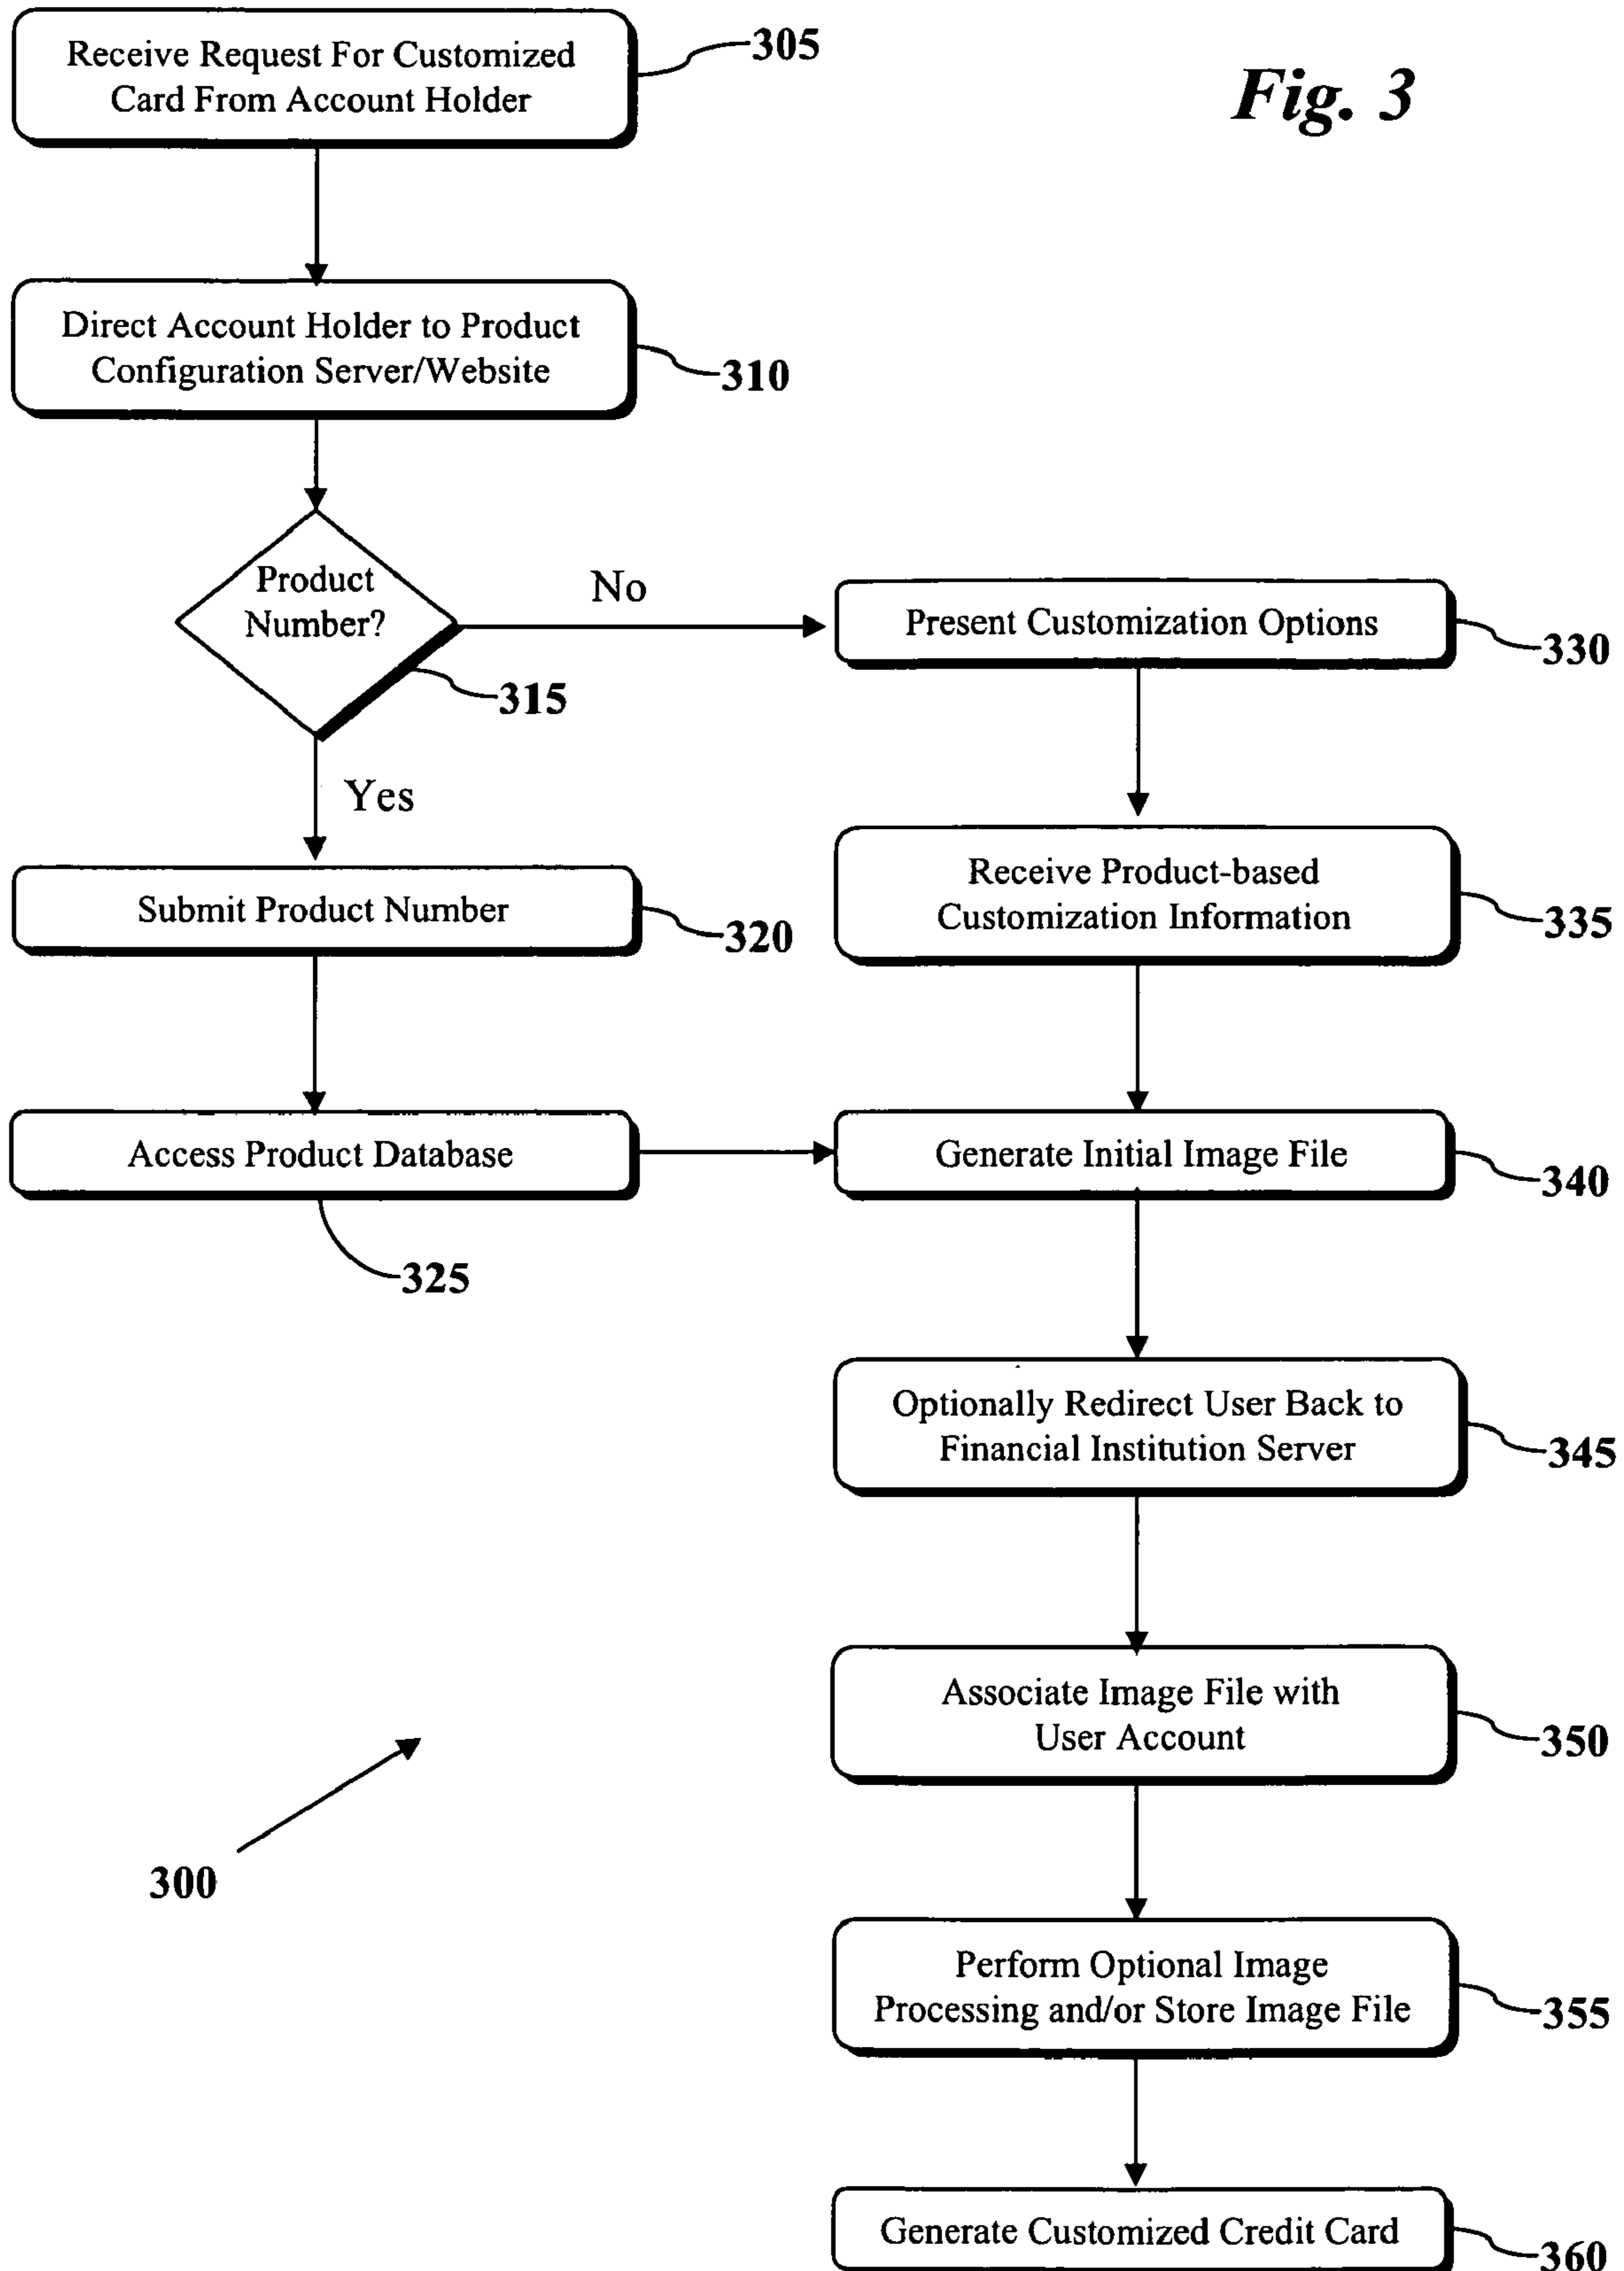 Fig. 3
Receive Request For Customized
Card From Account Holder
305
Direct Account Holder to Product
Configuration Server/Website
310
Product
Number?
315
No
Yes
Submit Product Number
320
Access Product Database
325
Present Customization Options
330
Receive Product-based
Customization Information
335
Generate Initial Image File
340
Optionally Redirect User Back to
Financial Institution Server
345
Associate Image File with
User Account
350
Perform Optional Image
Processing and/or Store Image File
355
Generate Customized Credit Card
360
300